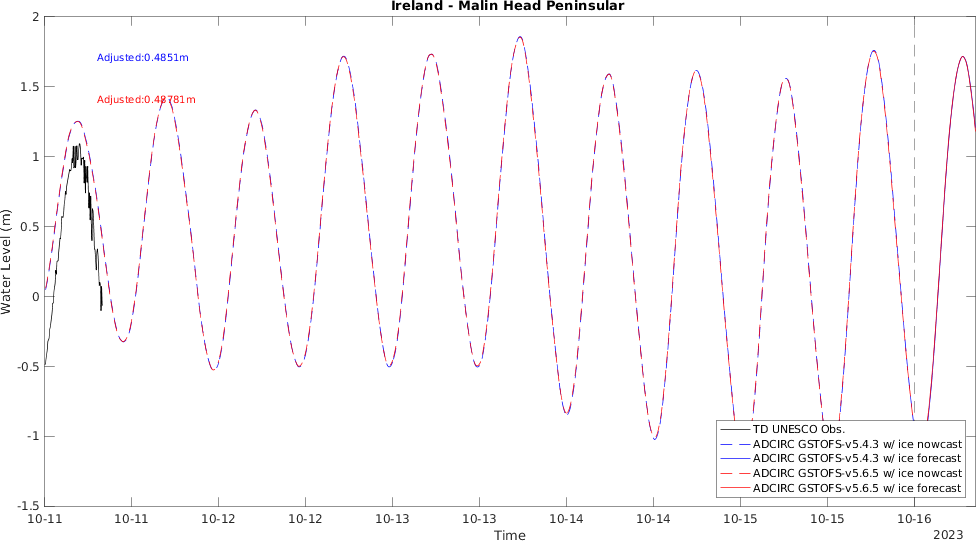 Ireland - Malin Head Peninsular
Adjusted:0.4851m
Adjusted:0.48781m
Water Level (m)
2
1.5
1
0.5
0
-0.5
-1
-1.5
TD UNESCO Obs.
ADCIRC GSTOFS-v5.4.3 w/ ice nowcast
ADCIRC GSTOFS-v5.4.3 w/ ice forecast
ADCIRC GSTOFS-v5.6.5 w/ ice nowcast
ADCIRC GSTOFS-v5.6.5 w/ ice forecast
10-11 10-11 10-12 10-12 10-13 10-13 10-14 10-14 10-15 10-15 10-16
Time
2023